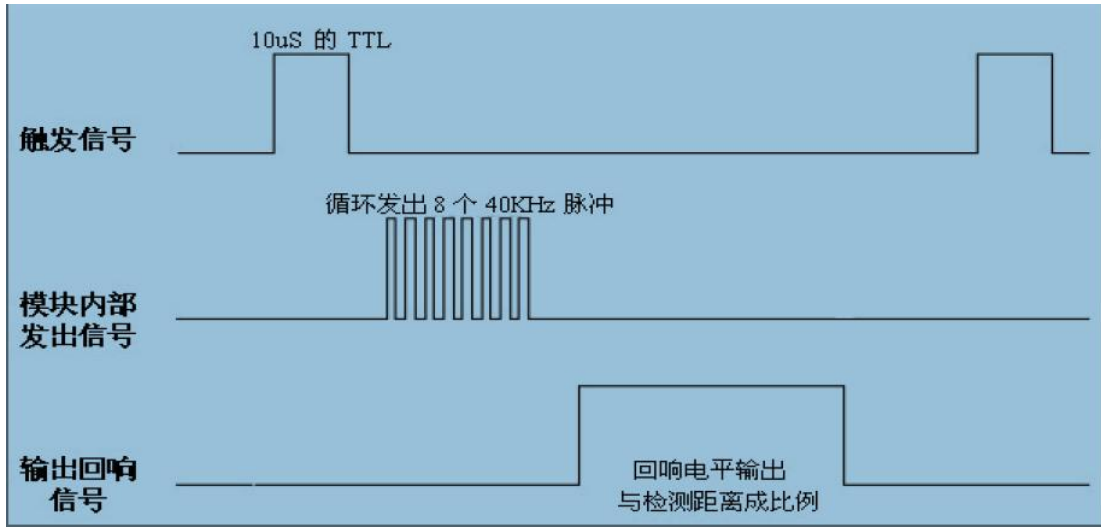 10uS 的 TTL
触发信号
循环发出 8 个 40KHz 脉冲
模块内部
发出信号
输出回响
信号
回响电平输出
与检测距离成比例